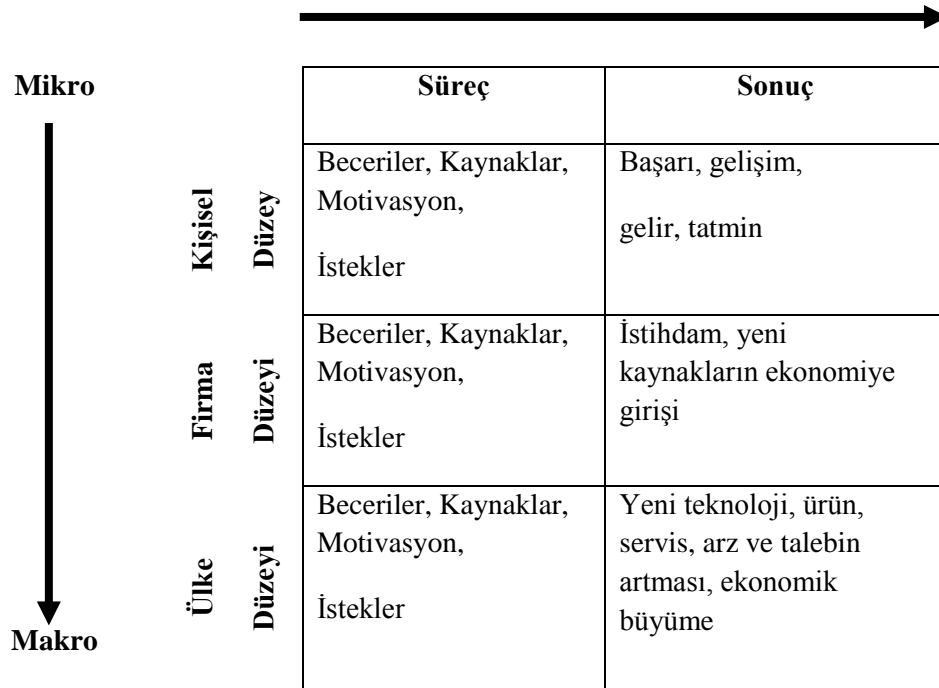 Mikro
Süreç
Sonuç
Kişisel
Düzey
Beceriler, Kaynaklar,
Motivasyon,
İstekler
Başarı, gelişim,
gelir, tatmin
Firma
Düzeyi
Beceriler, Kaynaklar,
Motivasyon,
İstekler
İstihdam, yeni
kaynakların ekonomiye
girişi
Ülke
Düzeyi
Beceriler, Kaynaklar,
Motivasyon,
İstekler
Yeni teknoloji, ürün,
servis, arz ve talebin
artması, ekonomik
büyüme
Makro